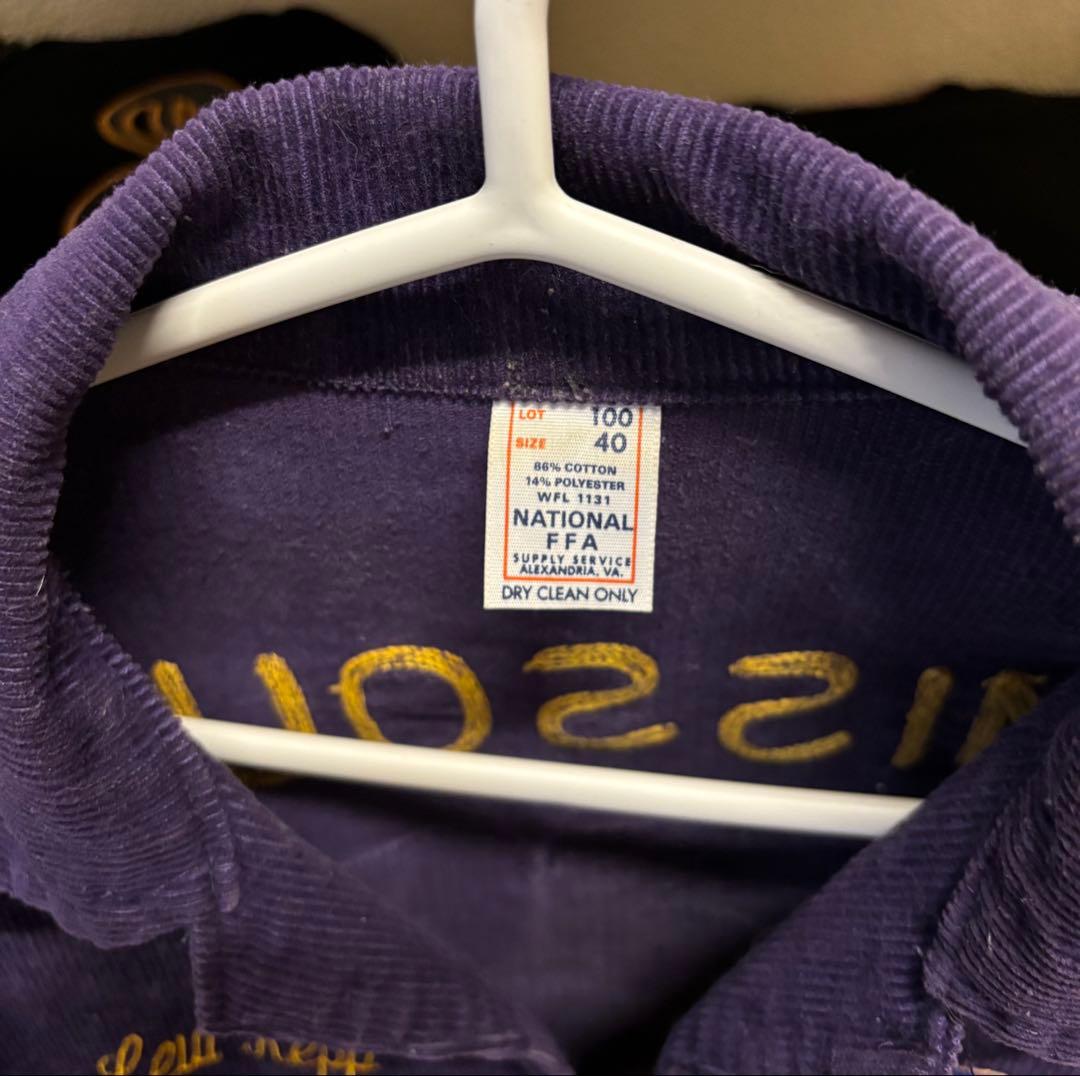 LOT 100
SIZE 40
86% COTTON
14% POLYESTER
WFL 1131
NATIONAL
FFA
SUPPLY SERVICE
ALEXANDRIA, VA.
DRY CLEAN ONLY
MISSOU